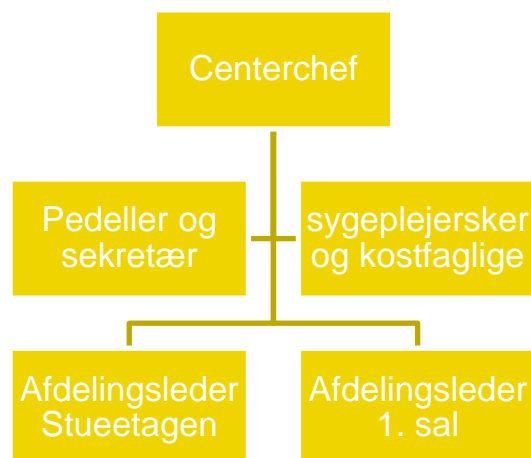 Centerchef
Pedeller og
sekretær
sygeplejersker
og kostfaglige
Afdelingsleder
Stueetagen
Afdelingsleder
1. sal